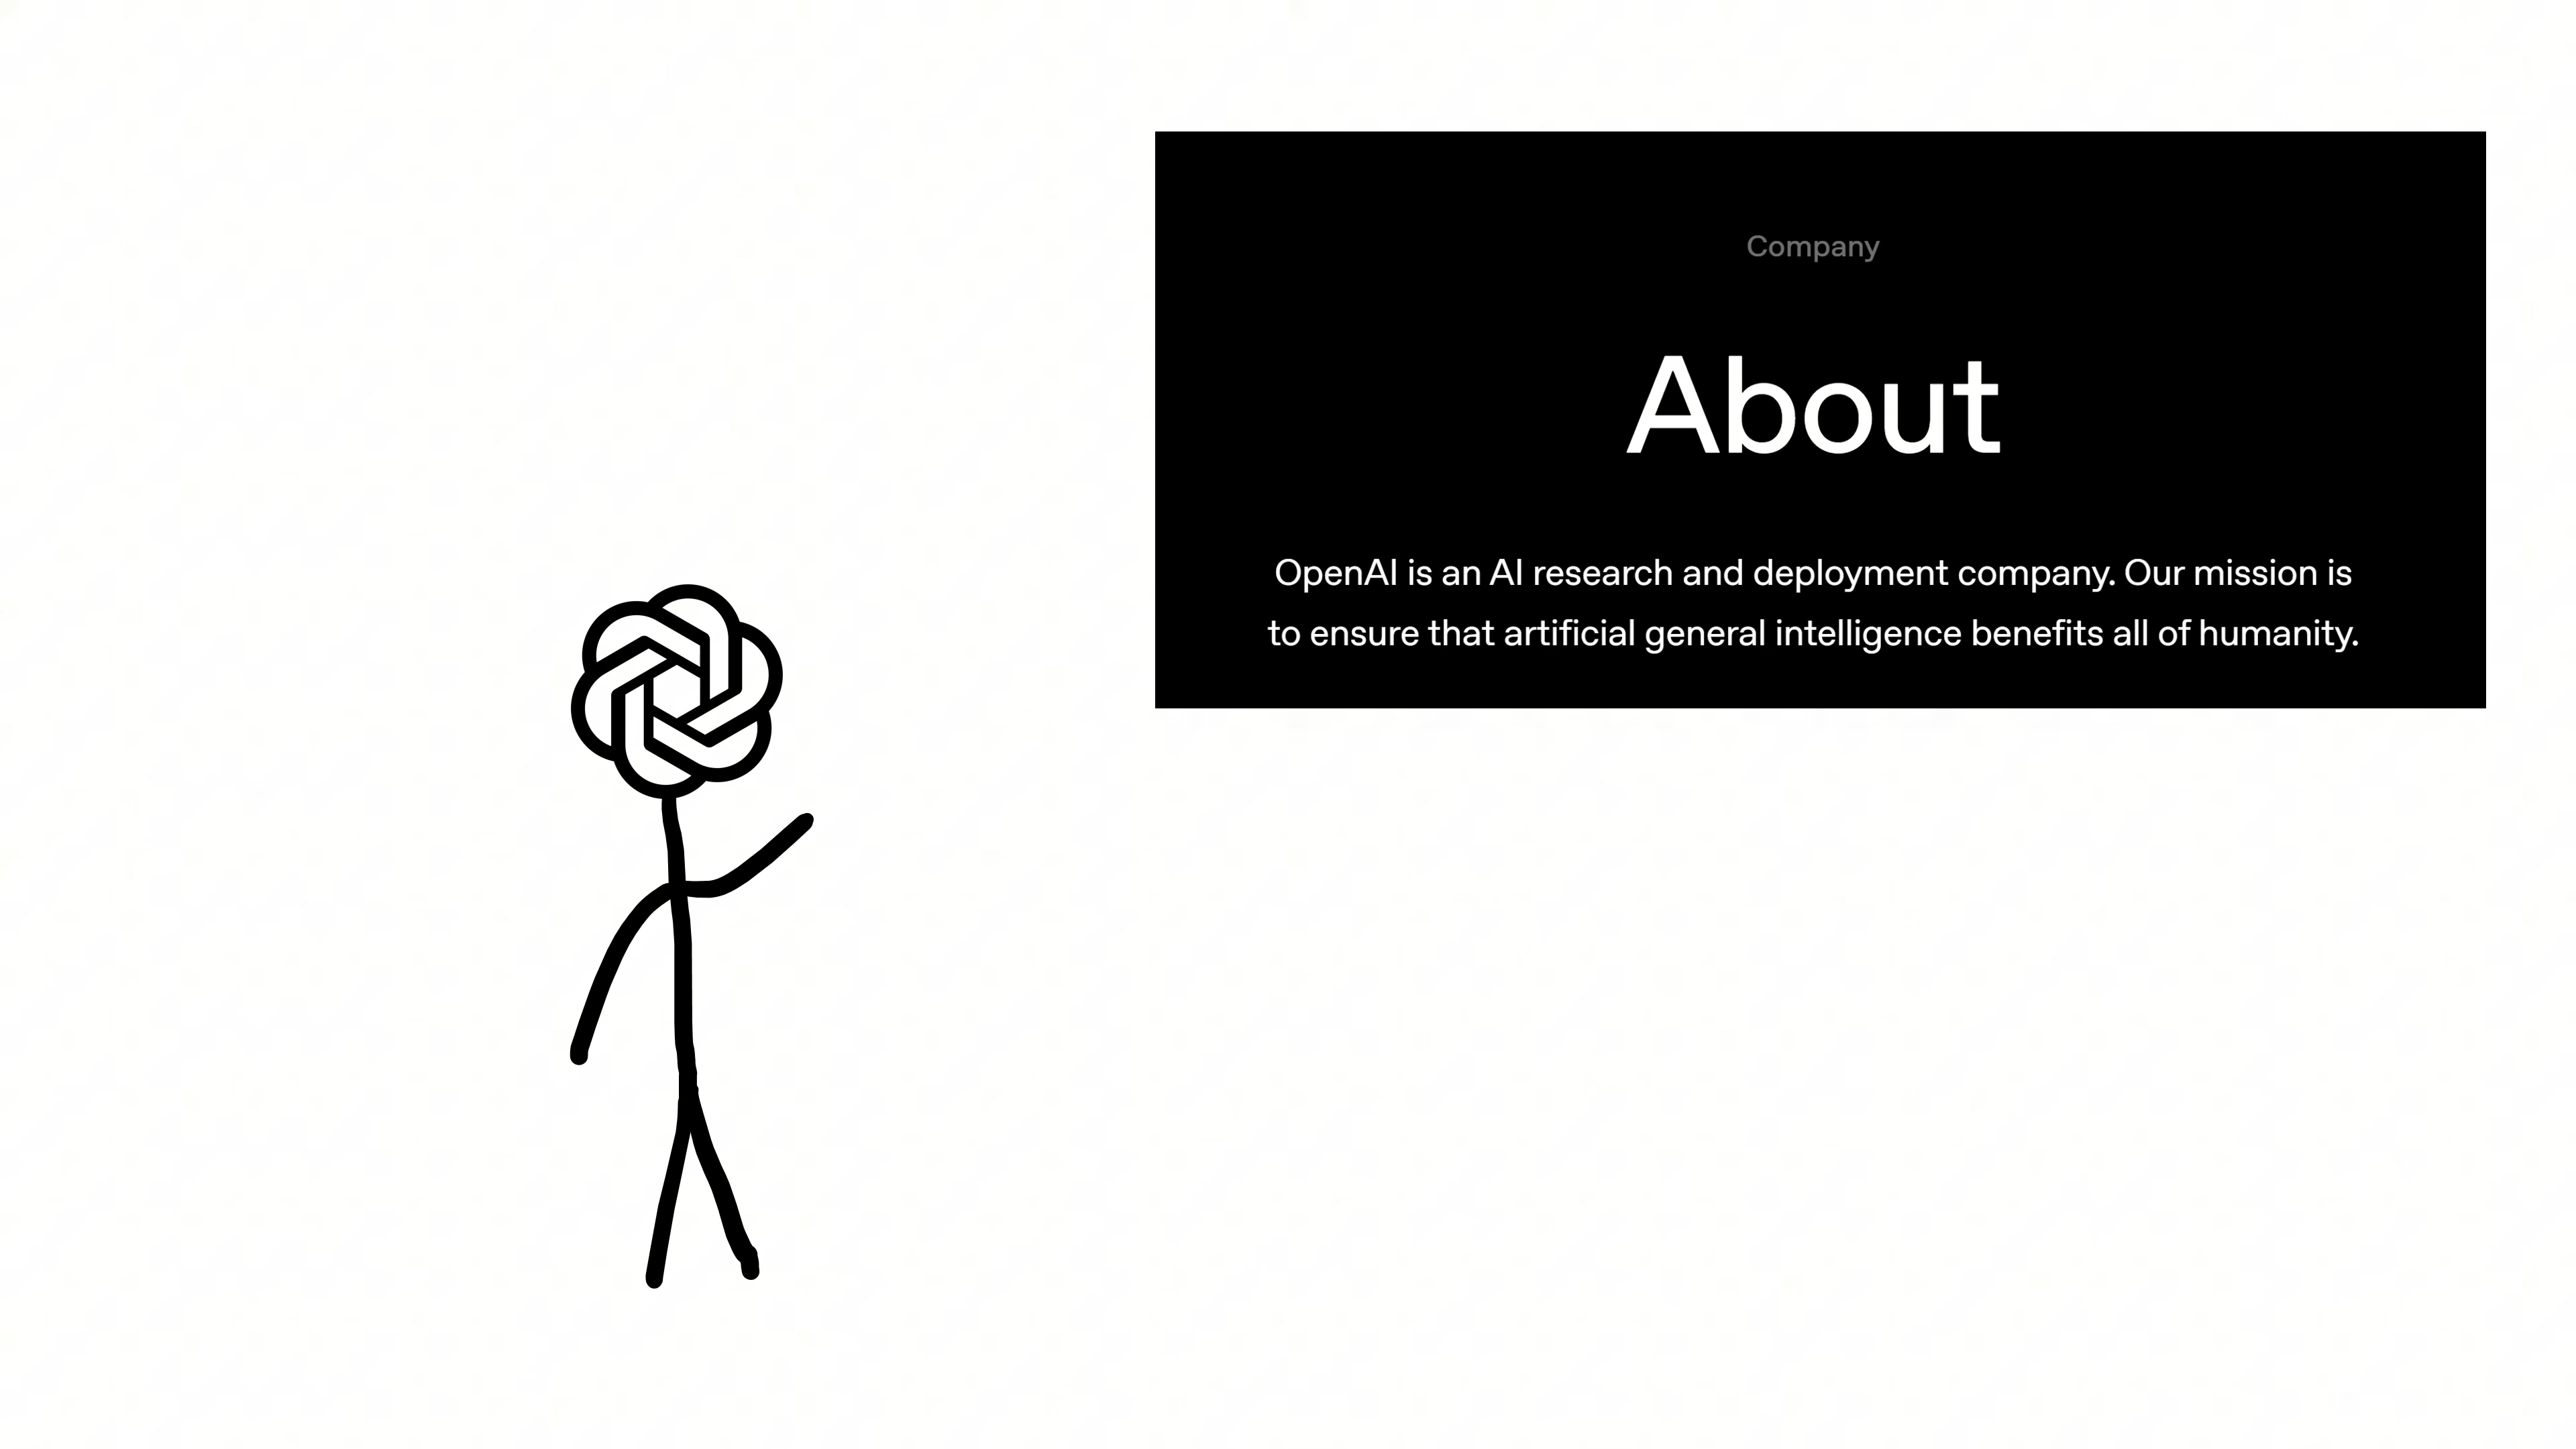 Company
About
OpenAI is an AI research and deployment company. Our mission is
to ensure that artificial general intelligence benefits all of humanity.